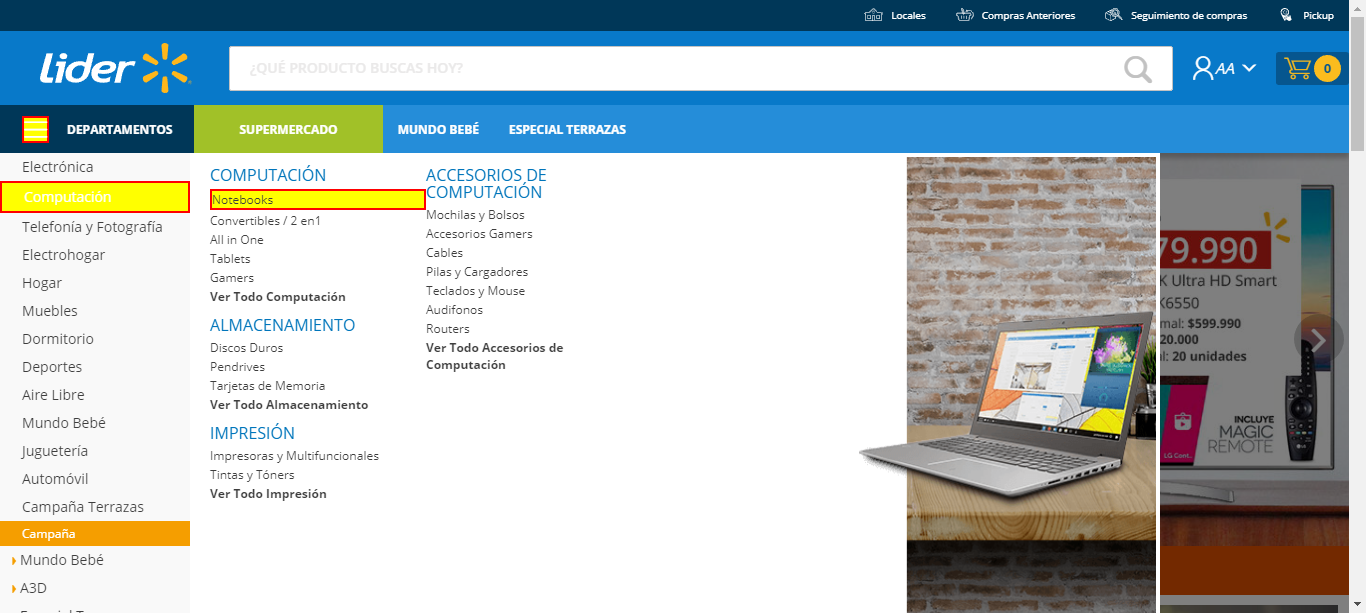 Locales
Compras Anteriores
Seguimiento de compras
Pickup
Lider
¿QUÉ PRODUCTO BUSCAS HOY?
AA
0
DEPARTAMENTOS
SUPERMERCADO
MUNDO BEBÉ
ESPECIAL TERRAZAS
Electrónica
Computación
Telefonía y Fotografía
Electrohogar
Hogar
Muebles
Dormitorio
Deportes
Aire Libre
Mundo Bebé
Juguetería
Automóvil
Campaña Terrazas
Campaña
Mundo Bebé
A3D
COMPUTACIÓN
Notebooks
Convertibles / 2 en1
All in One
Tablets
Gamers
Ver Todo Computación
ALMACENAMIENTO
Discos Duros
Pendrives
Tarjetas de Memoria
Ver Todo Almacenamiento
IMPRESIÓN
Impresoras y Multifuncionales
Tintas y Tóners
Ver Todo Impresión
ACCESORIOS DE
COMPUTACIÓN
Mochilas y Bolsos
Accesorios Gamers
Cables
Pilas y Cargadores
Teclados y Mouse
Audifonos
Routers
Ver Todo Accesorios de
Computación
79.990
K Ultra HD Smart
K6550
mal: $599.990
20.000
l: 20 unidades
INCLUYE
MAGIC
REMOTE
LG Cont.
LG